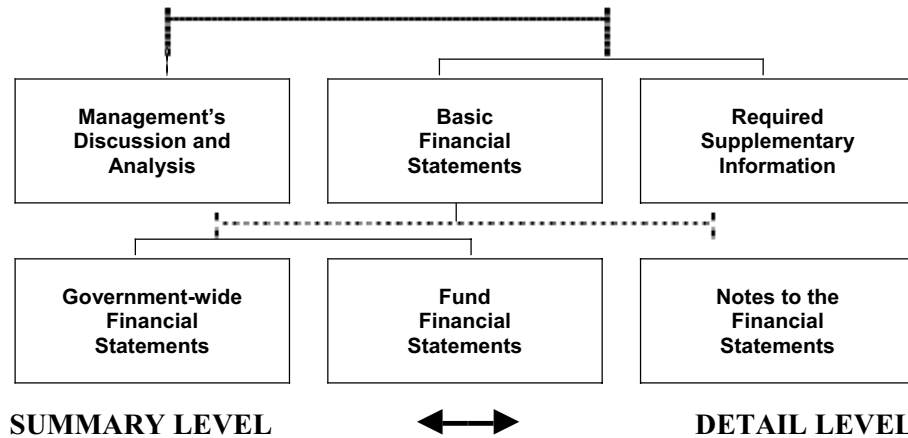 Management’s
Discussion and
Analysis
Basic
Financial
Statements
Required
Supplementary
Information
Government-wide
Financial
Statements
Fund
Financial
Statements
Notes to the
Financial
Statements
SUMMARY LEVEL
DETAIL LEVEL